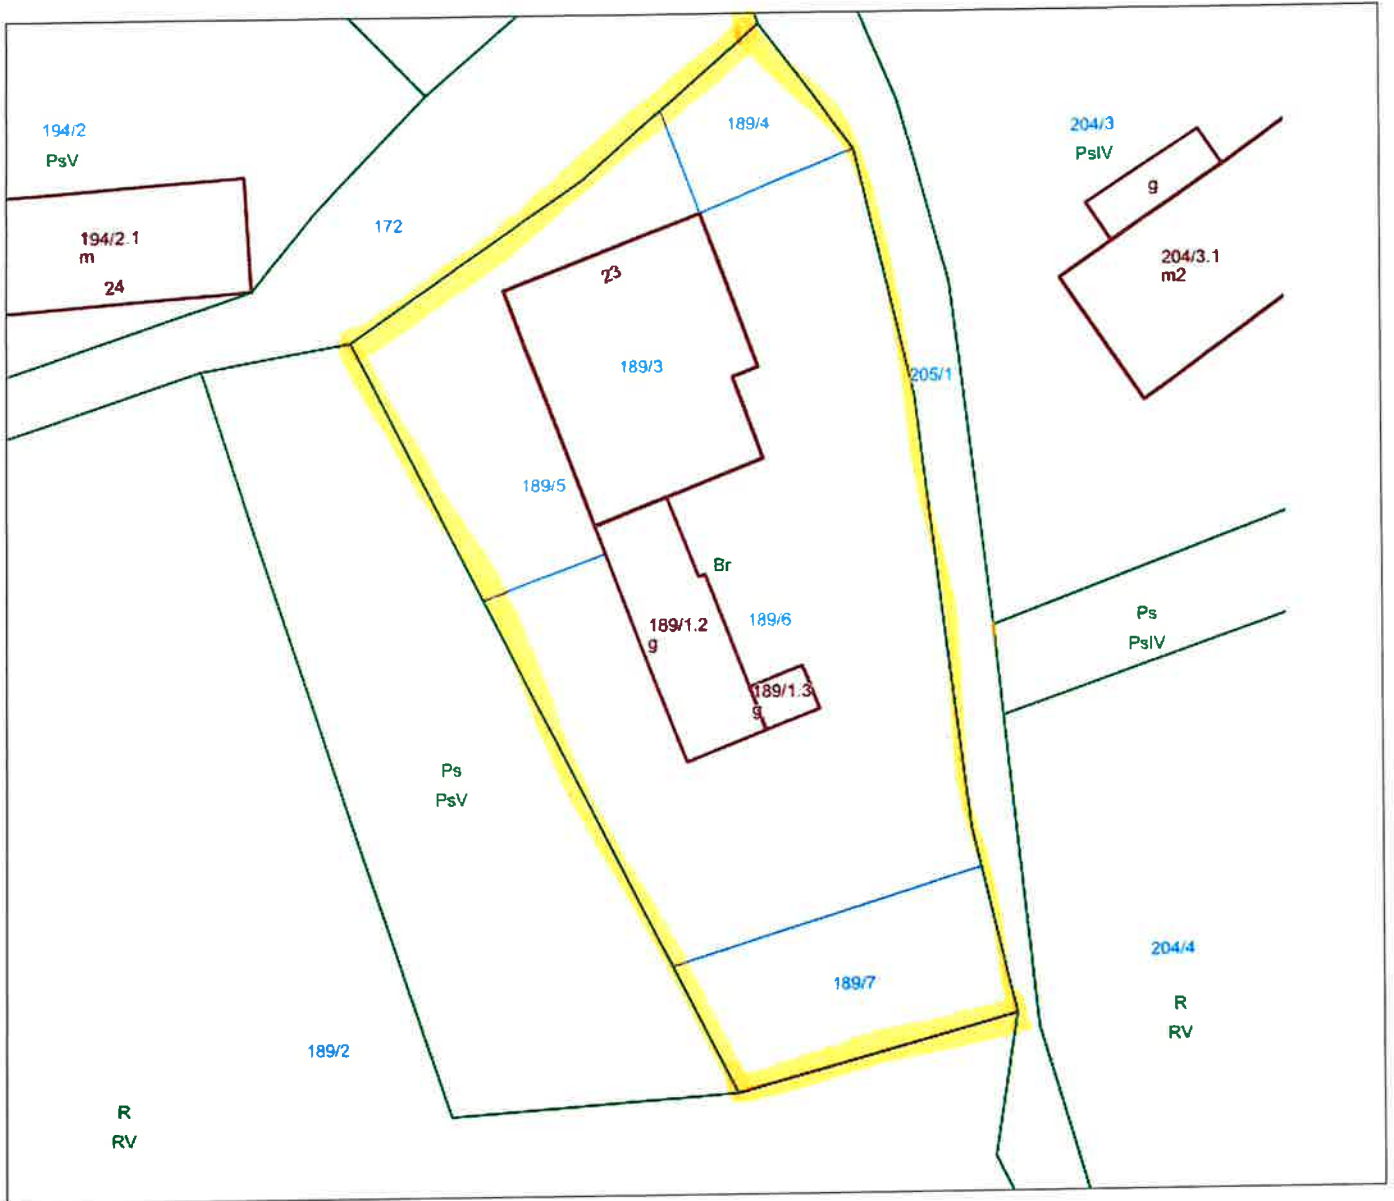 189/4
204/3
PsIV
194/2
PsV
g
172
194/2.1
m
24
204/3.1
m2
23
189/3
205/1
189/5
Br
Ps
PsIV
189/1.2
g
189/6
189/1.3
g
Ps
PsV
204/4
189/7
R
RV
189/2
R
RV